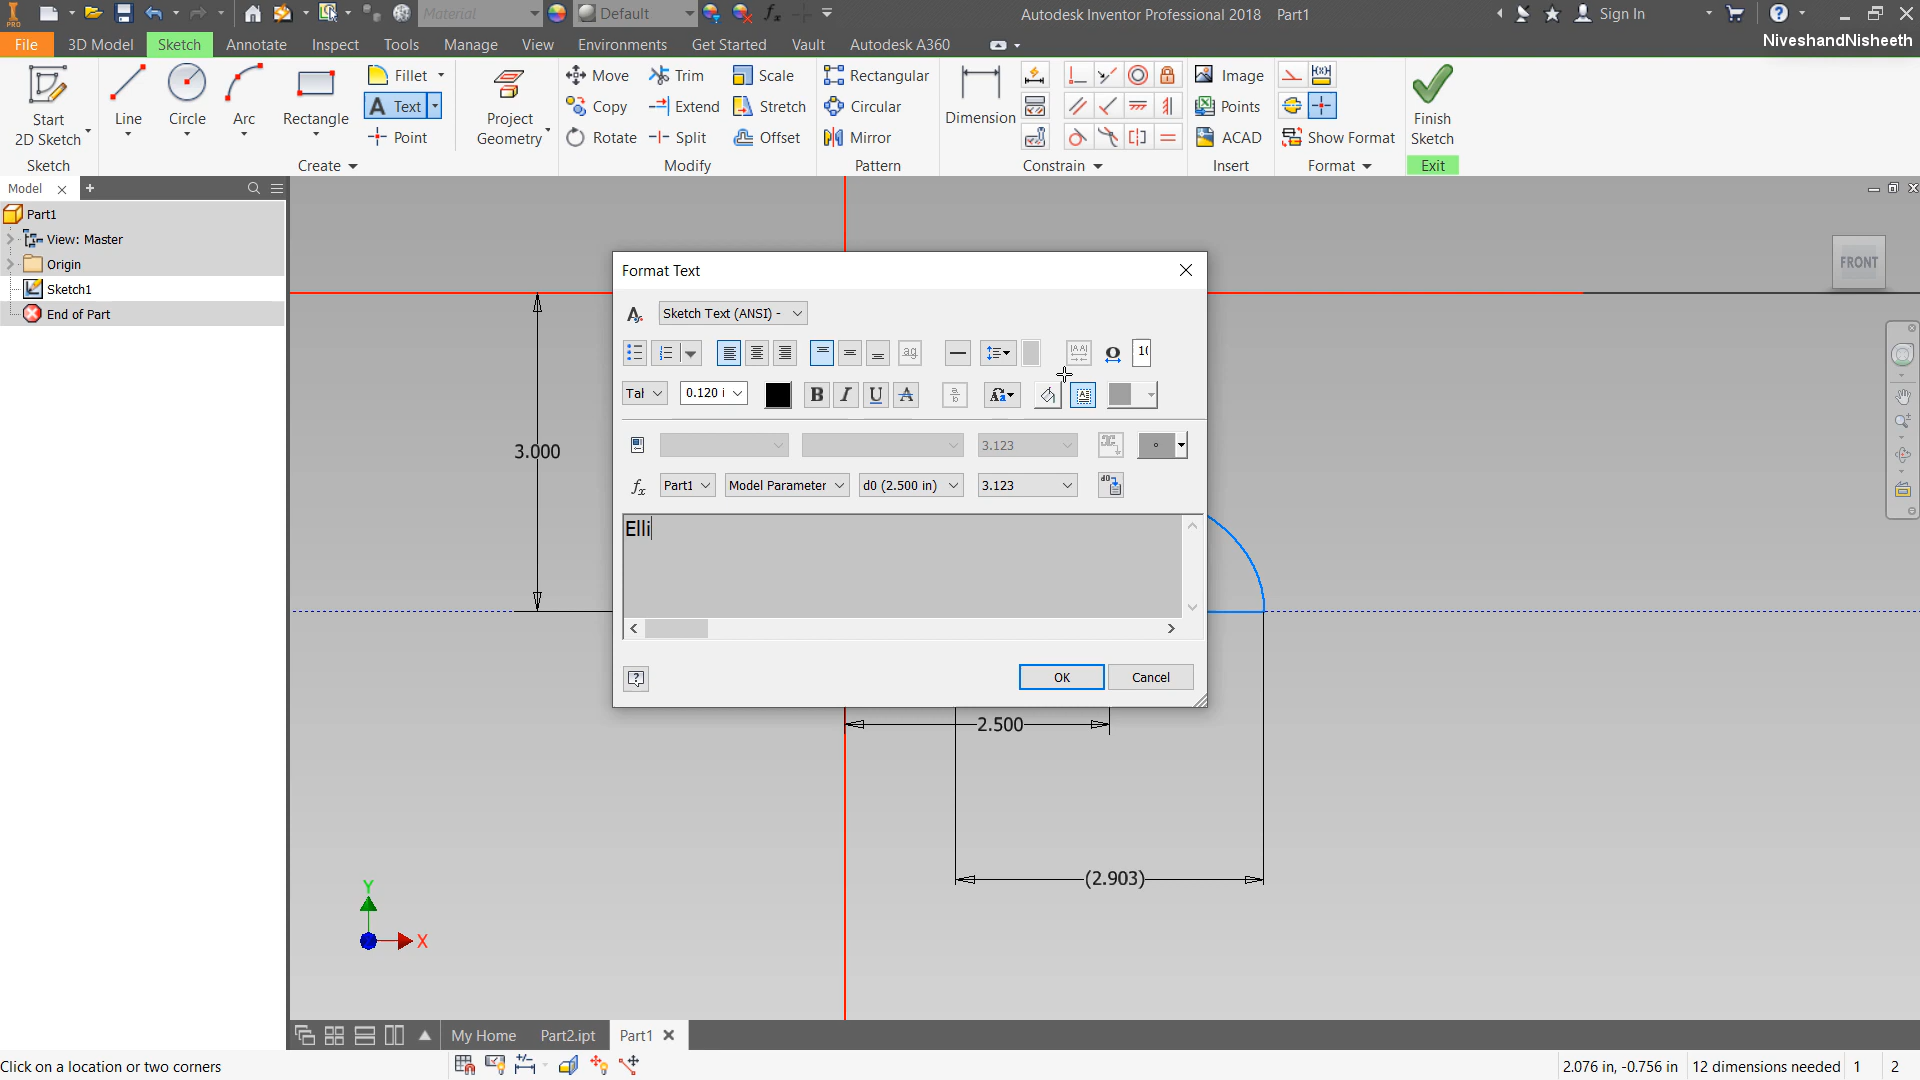 PRO
Material
Default
Autodesk Inventor Professional 2018 Part1
Sign In
File
3D Model
Sketch
Annotate
Inspect
Tools
Manage
View
Environments
Get Started
Vault
Autodesk A360
NiveshandNisheeth
Start
2D Sketch
Sketch
Line
Circle
Arc
Rectangle
Fillet
Text
Point
Create
Project
Geometry
Move
Copy
Rotate
Trim
Extend
Split
Scale
Stretch
Offset
Modify
Rectangular
Circular
Mirror
Pattern
Dimension
Constrain
Image
Points
ACAD
Insert
Show Format
Format
Finish
Sketch
Exit
Model
Part1
View: Master
Origin
Sketch1
End of Part
FRONT
3.000
Format Text
Sketch Text (ANSI) -
Tal
0.120 i
3.123
Part1
Model Parameter
d0 (2.500 in)
3.123
Elli
OK
Cancel
2.500
(2.903)
Y
X
My Home
Part2.ipt
Part1
Click on a location or two corners
2.076 in, -0.756 in
12 dimensions needed
1
2